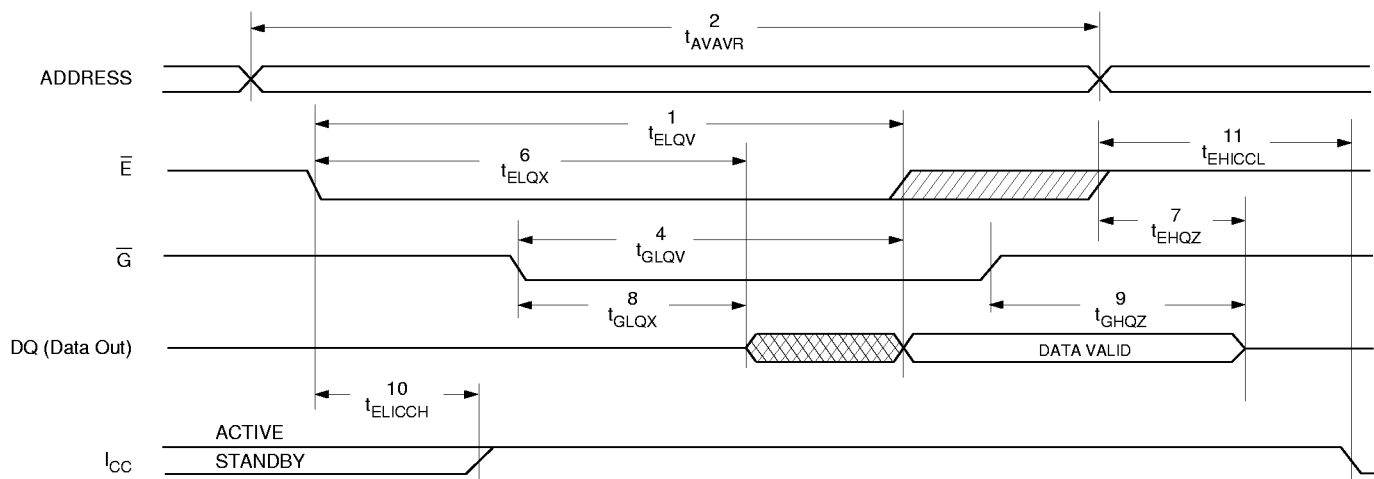 2
tAVAVR
ADDRESS
1
tELQV
11
tEHICCL
6
tELQX
E̅
7
tEHQZ
4
tGLQV
G̅
8
tGLQX
9
tGHQZ
DQ (Data Out)
DATA VALID
10
tELICCH
ACTIVE
ICC
STANDBY